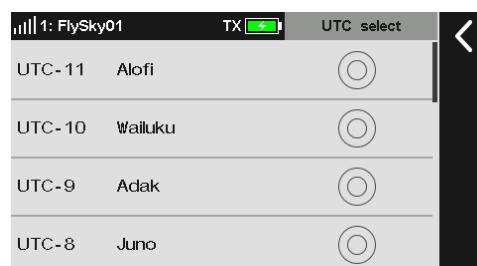 1: FlySky01 TX UTC select
UTC-11 Alofi
UTC-10 Wailuku
UTC-9 Adak
UTC-8 Juno